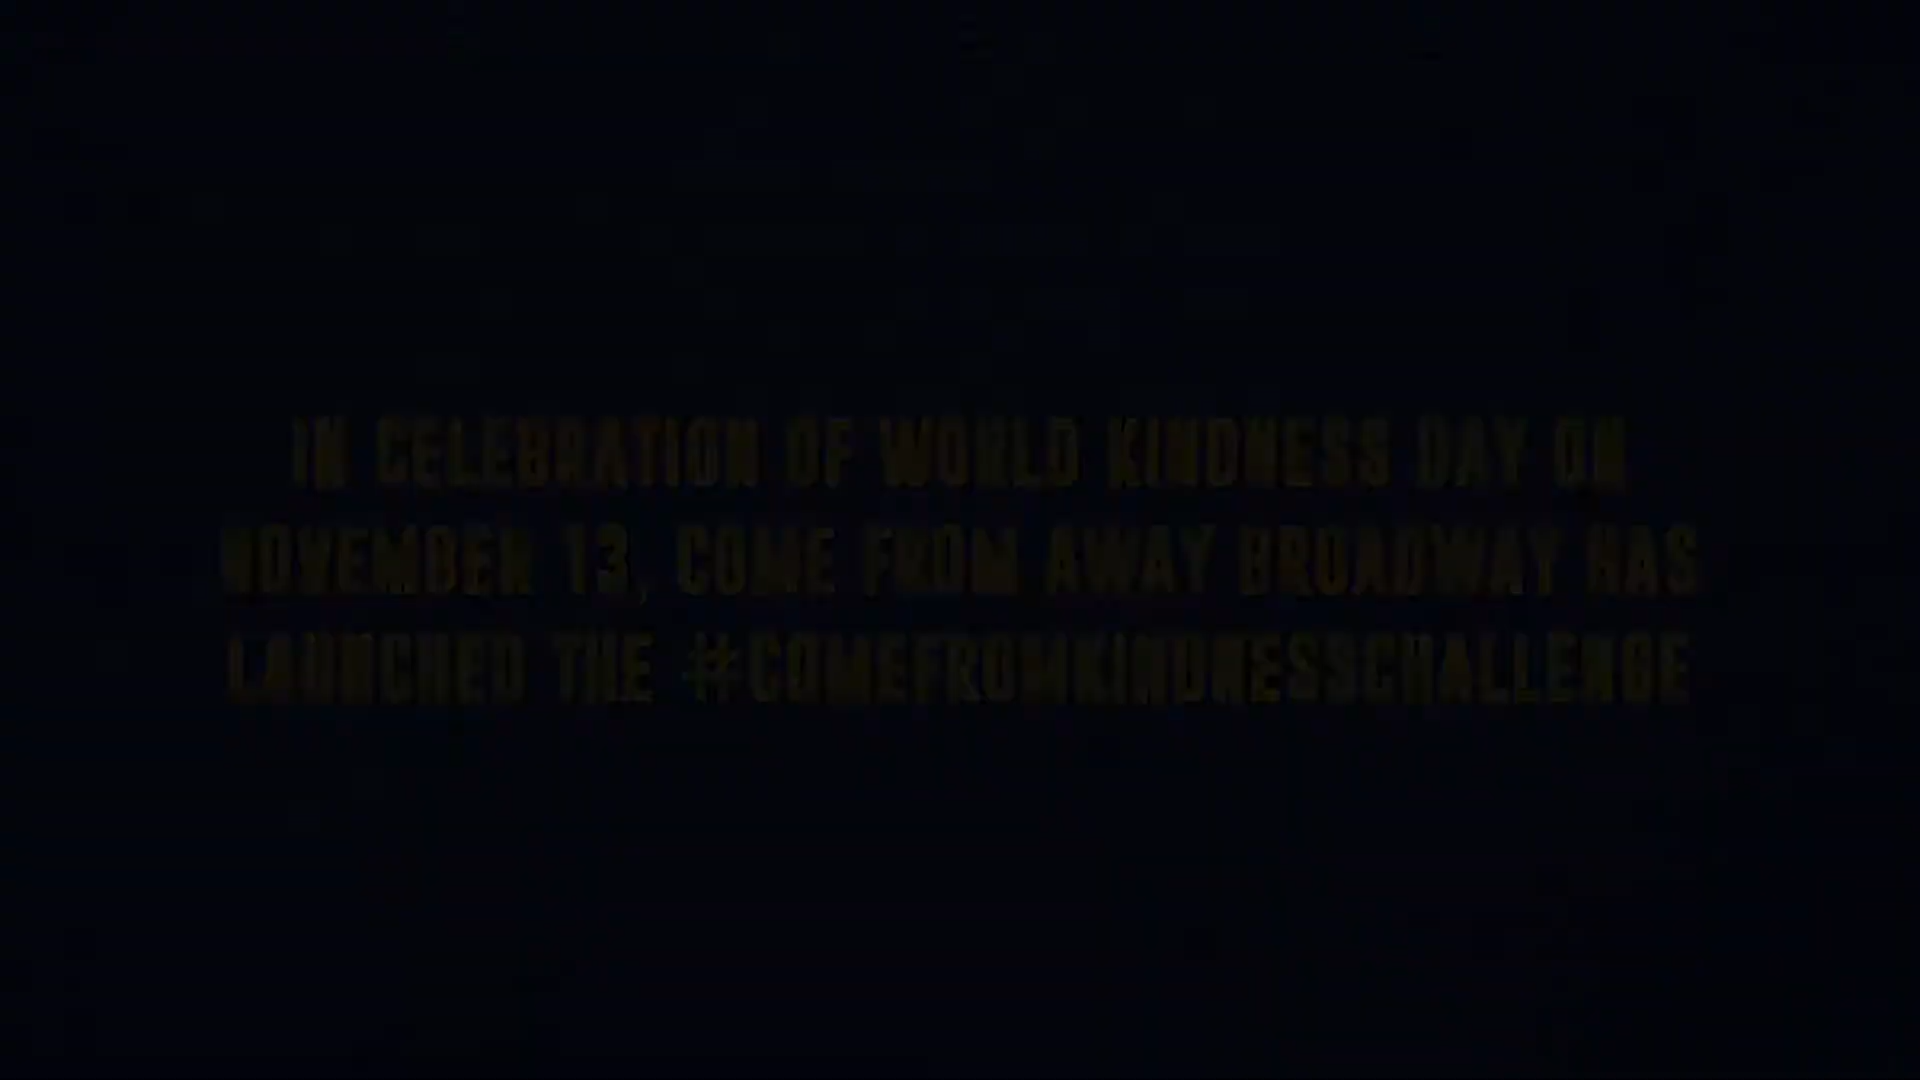 IN CELEBRATION OF WORLD KINDNESS DAY ON
NOVEMBER 13, COME FROM AWAY BROADWAY HAS
LAUNCHED THE #COMEFROMKINDNESSCHALLENGE